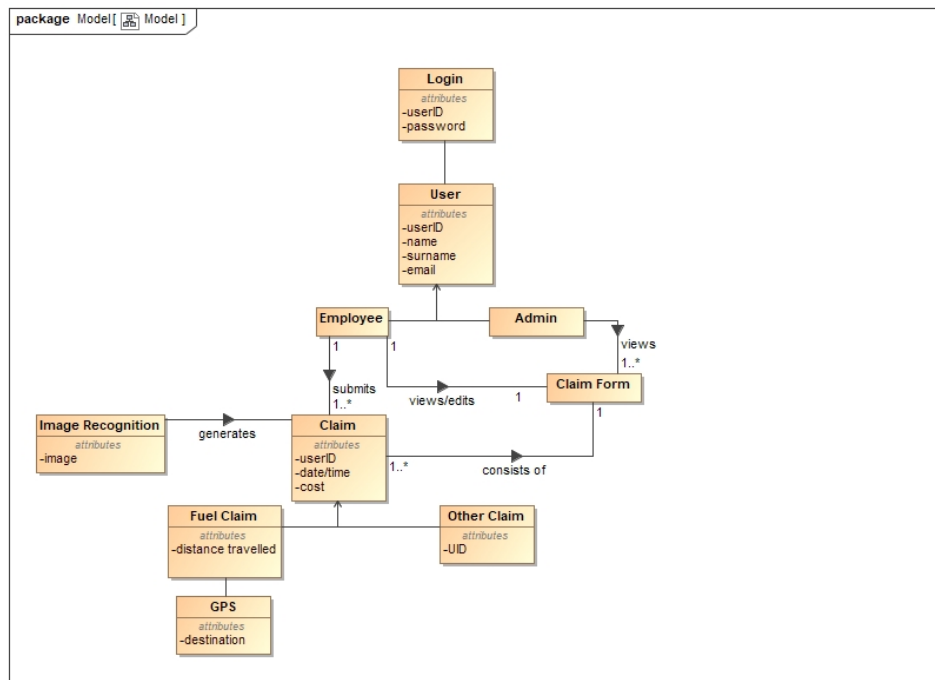 package Model[ Model ]
Login
attributes
-userID
-password
User
attributes
-userID
-name
-surname
-email
Employee
Admin
1
1
views
1..*
submits
1..*
views/edits
1
Claim Form
1
Image Recognition
attributes
-image
generates
Claim
attributes
-userID
-date/time
-cost
1..*
consists of
Fuel Claim
attributes
-distance travelled
Other Claim
attributes
-UID
GPS
attributes
-destination